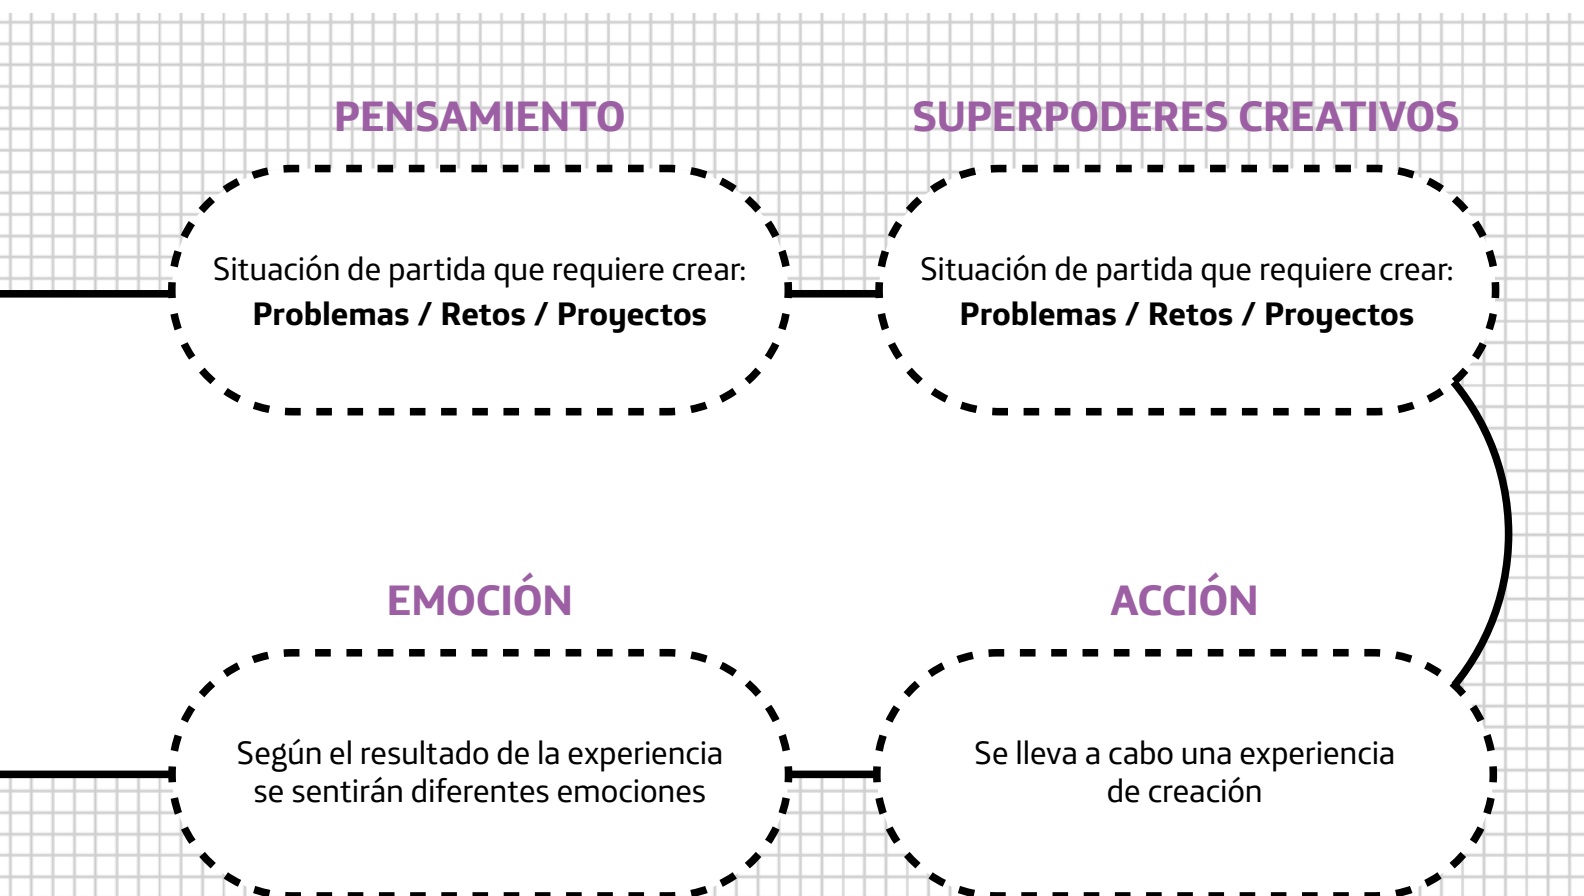 PENSAMIENTO
Situación de partida que requiere crear:
Problemas / Retos / Proyectos
SUPERPODERES CREATIVOS
Situación de partida que requiere crear:
Problemas / Retos / Proyectos
EMOCIÓN
Según el resultado de la experiencia
se sentirán diferentes emociones
ACCIÓN
Se lleva a cabo una experiencia
de creación